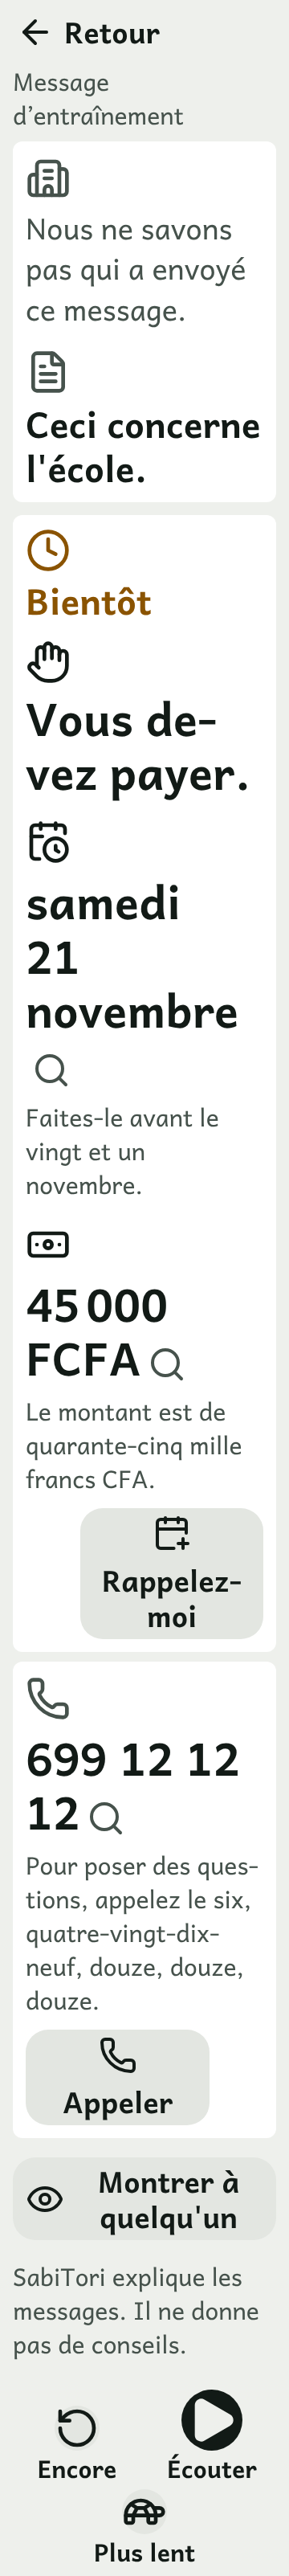 Retour
Message
d’entraînement
Nous ne savons
pas qui a envoyé
ce message.
Ceci concerne
l'école.
Bientôt
Vous de-
vez payer.
samedi
21
novembre
Faites-le avant le
vingt et un
novembre.
45 000
FCFA
Le montant est de
quarante-cinq mille
francs CFA.
Rappelez-
moi
699 12 12
12
Pour poser des ques-
tions, appelez le six,
quatre-vingt-dix-
neuf, douze, douze,
douze.
Appeler
Montrer à
quelqu'un
SabiTori explique les
messages. Il ne donne
pas de conseils.
Encore
Écouter
Plus lent